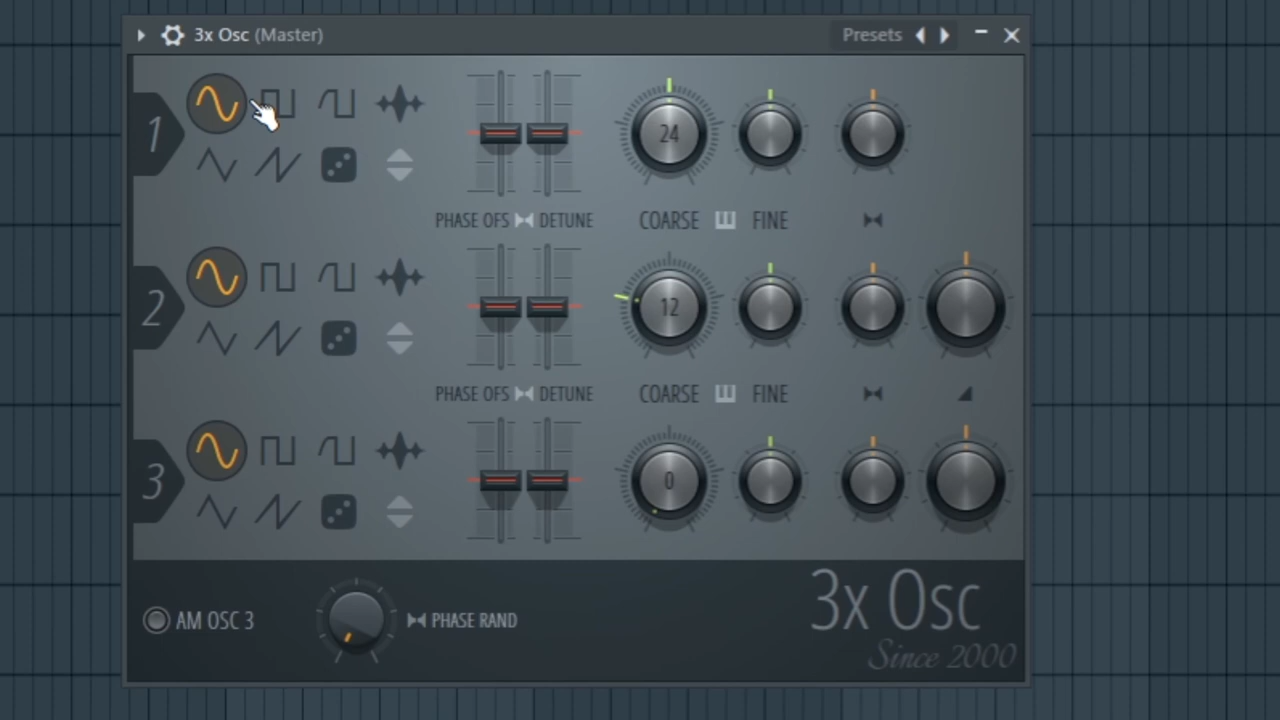 3x Osc (Master) Presets
1
24
PHASE OFS DETUNE COARSE FINE
2
12
PHASE OFS DETUNE COARSE FINE
3
0
AM OSC 3 PHASE RAND
3x Osc
Since 2000